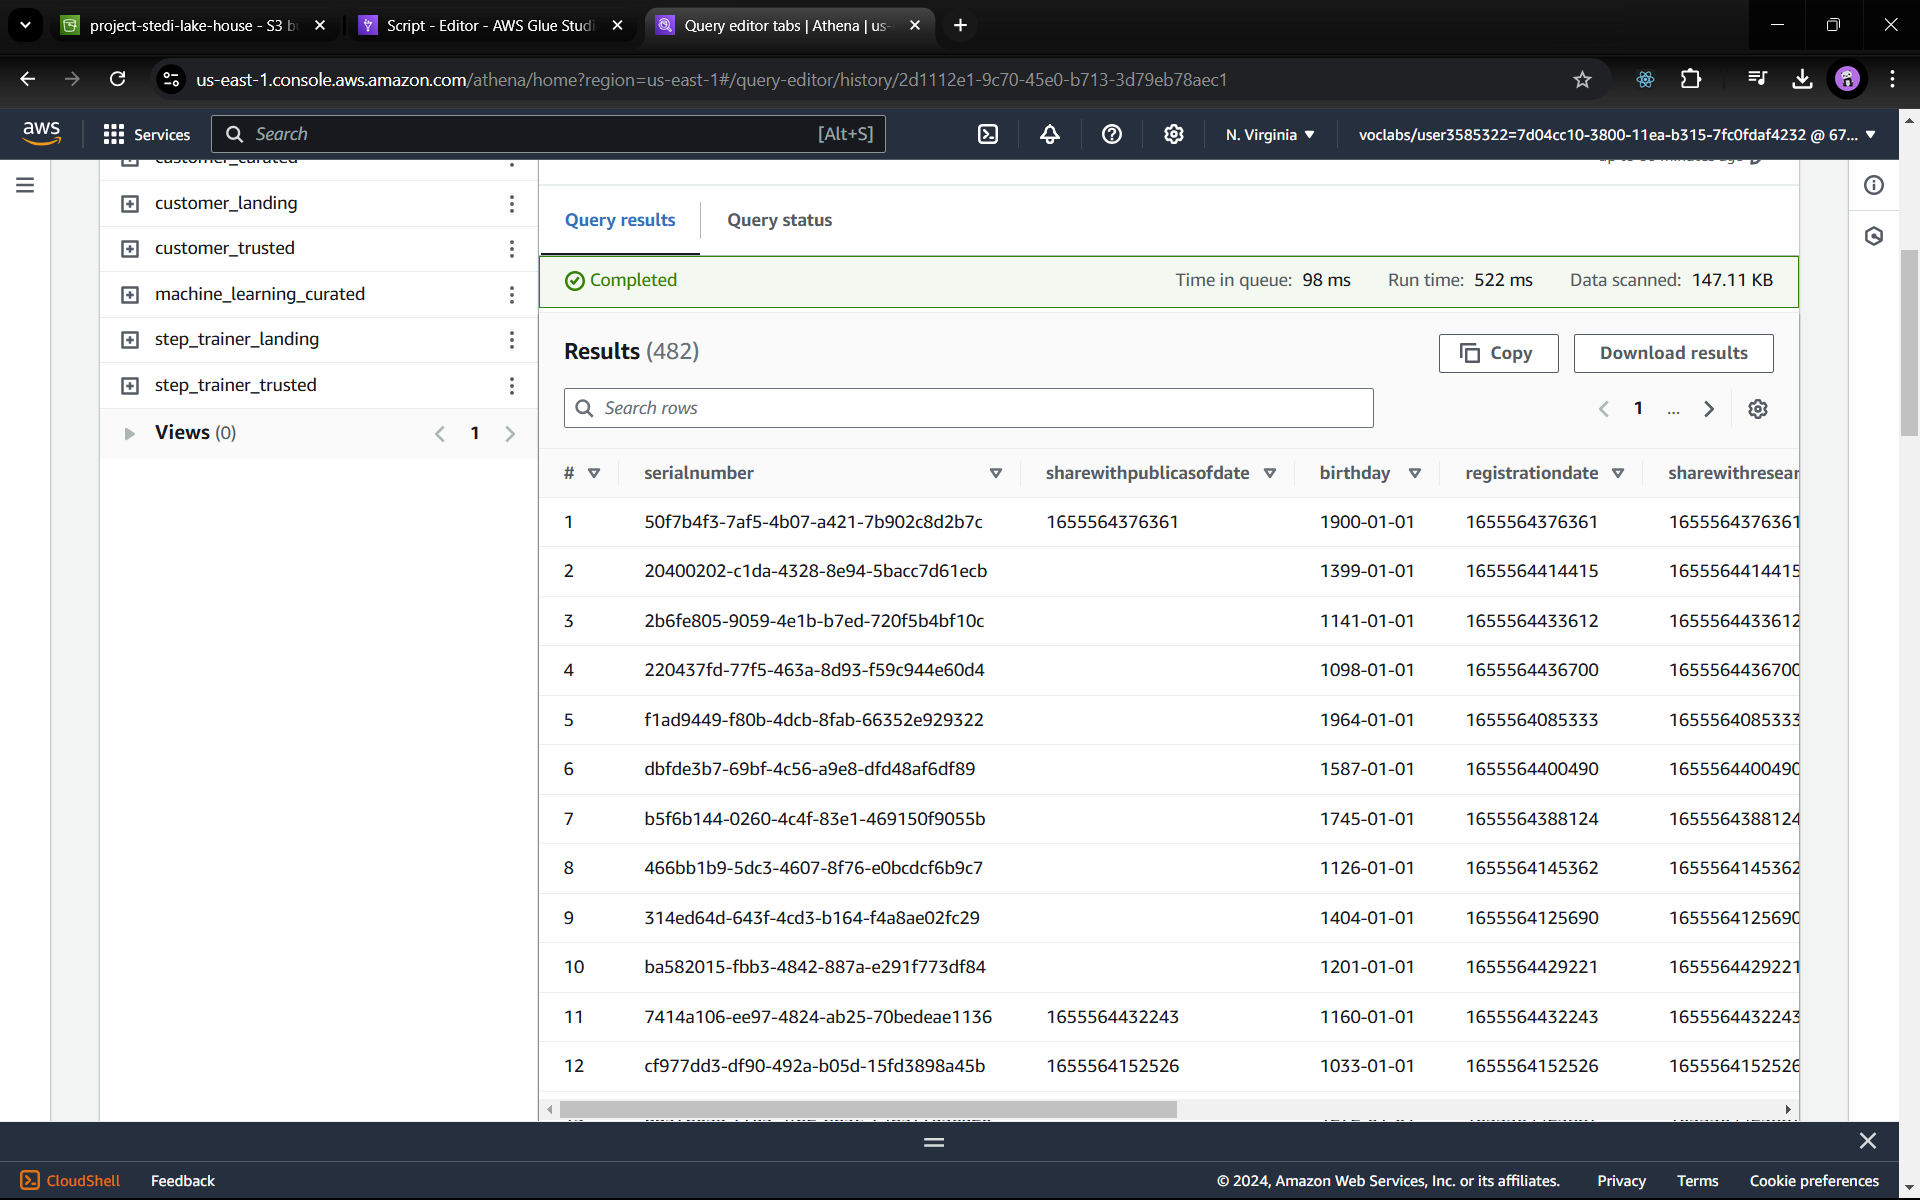 project-stedi-lake-house - S3 bu
Script - Editor - AWS Glue Studi
Query editor tabs | Athena | us-
us-east-1.console.aws.amazon.com/athena/home?region=us-east-1#/query-editor/history/2d1112e1-9c70-45e0-b713-3d79eb78aec1
aws
Services
Search
[Alt+S]
N. Virginia
voclabs/user3585322=7d04cc10-3800-11ea-b315-7fc0fdaf4232 @ 67...
customer_curated
customer_landing
customer_trusted
machine_learning_curated
step_trainer_landing
step_trainer_trusted
Views (0)
1
Query results
Query status
Completed
Time in queue: 98 ms
Run time: 522 ms
Data scanned: 147.11 KB
Results (482)
Copy
Download results
Search rows
1 ...
# serialnumber sharewithpublicasofdate birthday registrationdate sharewithresear
1 50f7b4f3-7af5-4b07-a421-7b902c8d2b7c 1655564376361 1900-01-01 1655564376361 1655564376361
2 20400202-c1da-4328-8e94-5bacc7d61ecb 1399-01-01 1655564414415 1655564414415
3 2b6fe805-9059-4e1b-b7ed-720f5b4bf10c 1141-01-01 1655564433612 1655564433612
4 220437fd-77f5-463a-8d93-f59c944e60d4 1098-01-01 1655564436700 1655564436700
5 f1ad9449-f80b-4dcb-8fab-66352e929322 1964-01-01 1655564085333 1655564085333
6 dbfde3b7-69bf-4c56-a9e8-dfd48af6df89 1587-01-01 1655564400490 1655564400490
7 b5f6b144-0260-4c4f-83e1-469150f9055b 1745-01-01 1655564388124 1655564388124
8 466bb1b9-5dc3-4607-8f76-e0bcdcf6b9c7 1126-01-01 1655564145362 1655564145362
9 314ed64d-643f-4cd3-b164-f4a8ae02fc29 1404-01-01 1655564125690 1655564125690
10 ba582015-fbb3-4842-887a-e291f773df84 1201-01-01 1655564429221 1655564429221
11 7414a106-ee97-4824-ab25-70bedeae1136 1655564432243 1160-01-01 1655564432243 1655564432243
12 cf977dd3-df90-492a-b05d-15fd3898a45b 1655564152526 1033-01-01 1655564152526 1655564152526
CloudShell
Feedback
© 2024, Amazon Web Services, Inc. or its affiliates.
Privacy
Terms
Cookie preferences